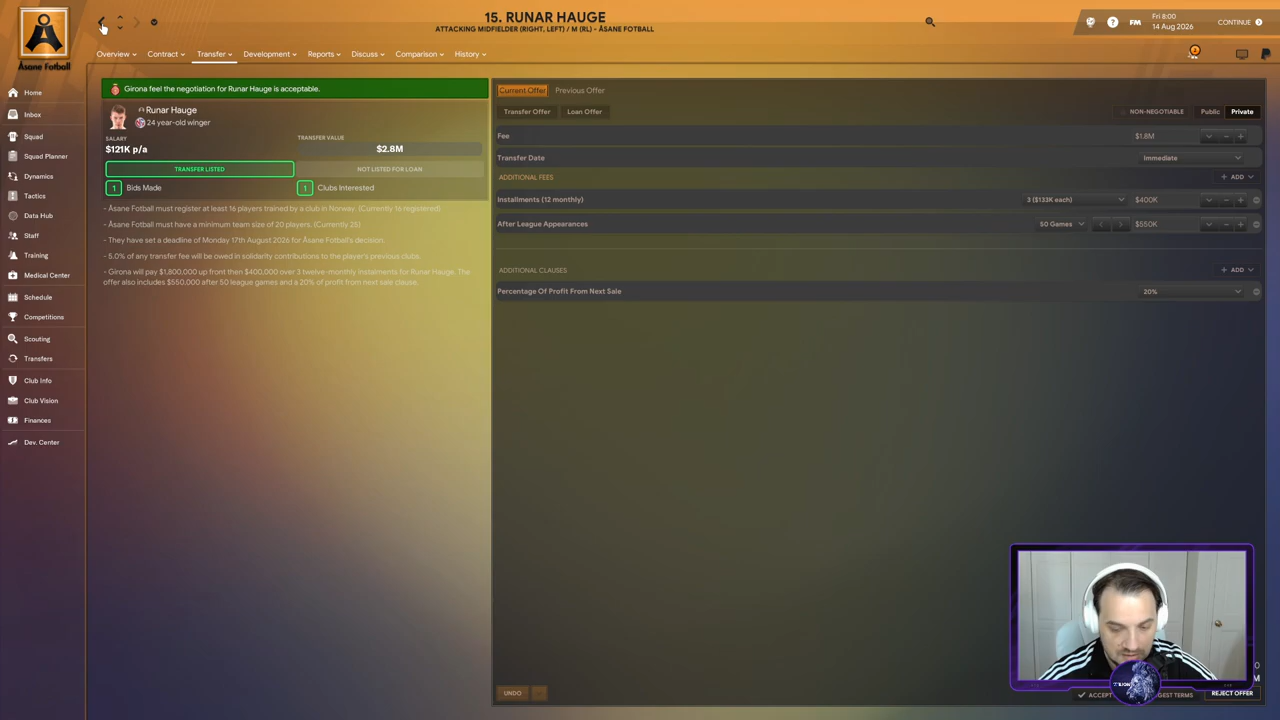 15. RUNAR HAUGE
ATTACKING MIDFIELDER (RIGHT, LEFT) / M (RL) - ÅSANE FOTBALL
FM
Fri 8:00
14 Aug 2026
CONTINUE
Åsane Fotball
Overview
Contract
Transfer
Development
Reports
Discuss
Comparison
History
Home
Inbox
Squad
Squad Planner
Dynamics
Tactics
Data Hub
Staff
Training
Medical Center
Schedule
Competitions
Scouting
Transfers
Club Info
Club Vision
Finances
Dev. Center
Girona feel the negotiation for Runar Hauge is acceptable.
Runar Hauge
24 year-old winger
SALARY
$121K p/a
TRANSFER VALUE
$2.8M
TRANSFER LISTED
NOT LISTED FOR LOAN
1 Bids Made
1 Clubs Interested
- Åsane Fotball must register at least 16 players trained by a club in Norway. (Currently 16 registered)
- Åsane Fotball must have a minimum team size of 20 players. (Currently 25)
- They have set a deadline of Monday 17th August 2026 for Åsane Fotball's decision.
- 5.0% of any transfer fee will be owed in solidarity contributions to the player's previous clubs.
- Girona will pay $1,800,000 up front then $400,000 over 3 twelve-monthly instalments for Runar Hauge. The
offer also includes $550,000 after 50 league games and a 20% of profit from next sale clause.
Current Offer
Previous Offer
Transfer Offer
Loan Offer
NON-NEGOTIABLE
Public
Private
Fee
$1.8M
Transfer Date
Immediate
ADDITIONAL FEES
ADD
Installments (12 monthly)
3 ($133K each)
$400K
After League Appearances
50 Games
$550K
ADDITIONAL CLAUSES
ADD
Percentage Of Profit From Next Sale
20%
UNDO
ACCEPT
GEST TERMS
REJECT OFFER